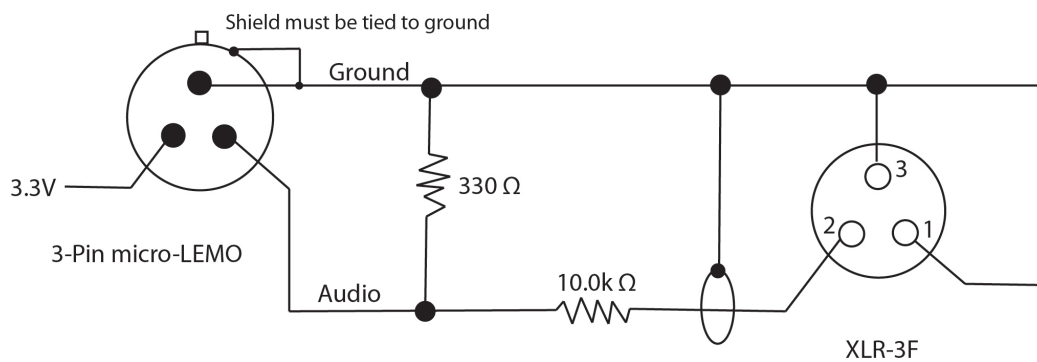 Shield must be tied to ground
Ground
3.3V
330 Ω
3
2
1
3-Pin micro-LEMO
Audio
10.0k Ω
XLR-3F